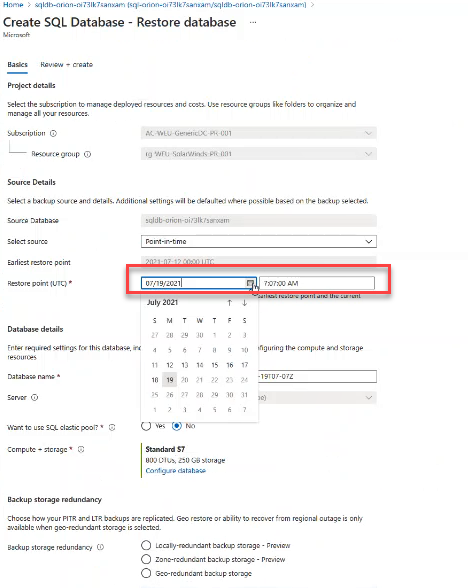 Home > sqldb-orion-oi73lk7sanxam (sql-orion-oi73lk7sanxam/sqldb-orion-oi73lk7sanxam) >
Create SQL Database - Restore database ...
Microsoft
Basics Review + create
Project details
Select the subscription to manage deployed resources and costs. Use resource groups like folders to organize and
manage all your resources.
Subscription
AC-WEU-GenericDC-PR-001
Resource group
rg-WEU-SolarWinds-PR-001
Source Details
Select a backup source and details. Additional settings will be defaulted where possible based on the backup selected.
Source Database
sqldb-orion-oi73lk7sanxam
Select source
Point-in-time
Earliest restore point
2021-07-12 00:00 UTC
Restore point (UTC) *
07/19/2021
7:07:00 AM
earliest restore point and the current
July 2021 ↑ ↓
S M T W T F S
27 28 29 30 1 2 3
4 5 6 7 8 9 10
11 12 13 14 15 16 17
18 19 20 21 22 23 24
25 26 27 28 29 30 31
1 2 3 4 5 6 7
Database details
Enter required settings for this database, inc
figuring the compute and storage
resources
Database name *
-19T07-07Z
Server
Want to use SQL elastic pool? *
Yes No
Compute + storage *
Standard S7
800 DTUs, 250 GB storage
Configure database
Backup storage redundancy
Choose how your PITR and LTR backups are replicated. Geo restore or ability to recover from regional outage is only
available when geo-redundant storage is selected.
Backup storage redundancy
Locally-redundant backup storage - Preview
Zone-redundant backup storage - Preview
Geo-redundant backup storage